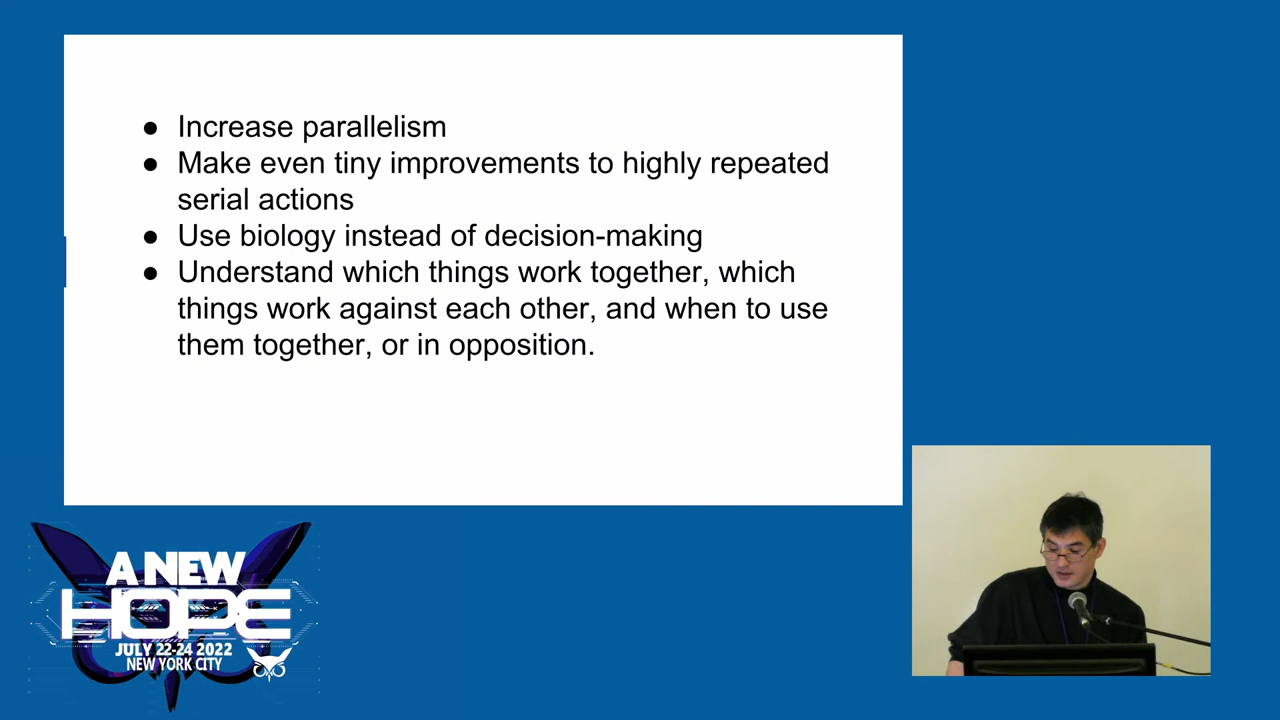 ● Increase parallelism
● Make even tiny improvements to highly repeated
serial actions
● Use biology instead of decision-making
● Understand which things work together, which
things work against each other, and when to use
them together, or in opposition.
A NEW
HOPE
JULY 22-24 2022
NEW YORK CITY